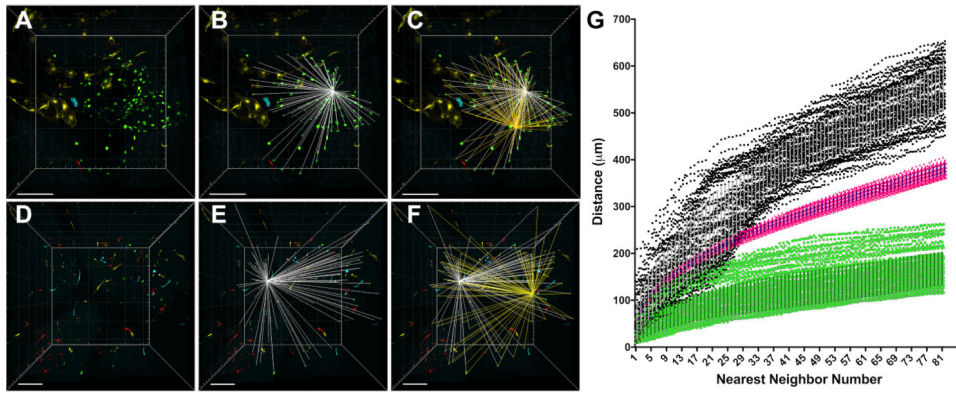 A
B
C
D
E
F
G
700
600
500
400
300
200
100
0
Distance (μm)
1 5 9 13 17 21 25 29 33 37 41 45 49 53 57 61 65 69 73 77 81
Nearest Neighbor Number